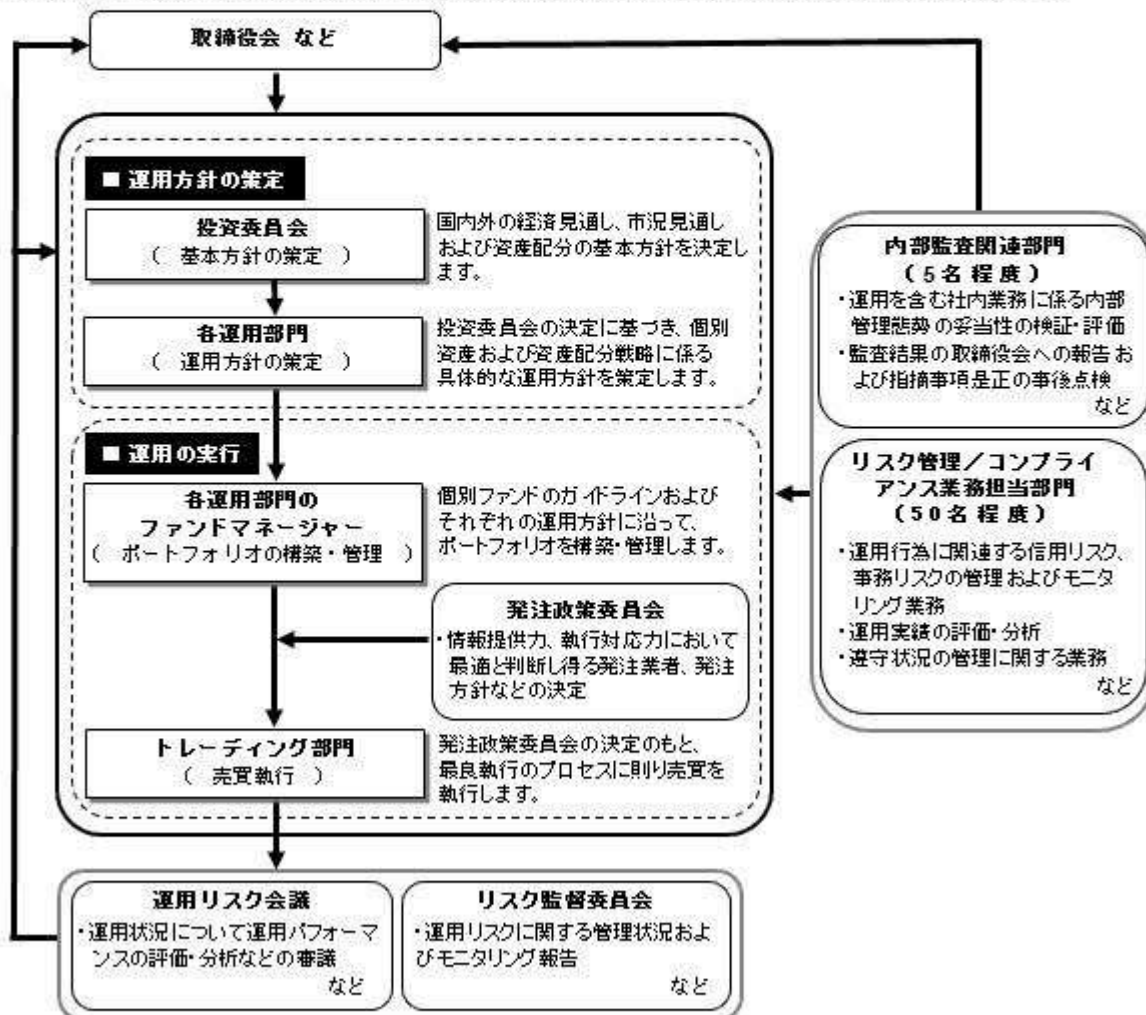 取締役会 など
■ 運用方針の策定
投資委員会
( 基本方針の策定 )
国内外の経済見通し、市況見通し
および資産配分の基本方針を決定し
ます。
各運用部門
( 運用方針の策定 )
投資委員会の決定に基づき、個別
資産および資産配分戦略に係る
具体的な運用方針を策定します。
■ 運用の実行
各運用部門の
ファンドマネージャー
( ポートフォリオの構築・管理 )
個別ファンドのガイドラインおよび
それぞれの運用方針に沿って、
ポートフォリオを構築・管理します。
発注政策委員会
・情報提供力、執行対応力において
最適と判断し得る発注業者、発注
方針などの決定
トレーディング部門
( 売買執行 )
発注政策委員会の決定のもと、
最良執行のプロセスに則り売買を
執行します。
内部監査関連部門
(5名程度)
・運用を含む社内業務に係る内部
管理態勢の妥当性の検証・評価
・監査結果の取締役会への報告お
よび指摘事項是正の事後点検
など
リスク管理/コンプライ
アンス業務担当部門
(50名程度)
・運用行為に関連する信用リスク、
事務リスクの管理およびモニタ
リング業務
・運用実績の評価・分析
・遵守状況の管理に関する業務
など
運用リスク会議
・運用状況について運用パフォーマ
ンスの評価・分析などの審議
など
リスク監督委員会
・運用リスクに関する管理状況およ
びモニタリング報告
など